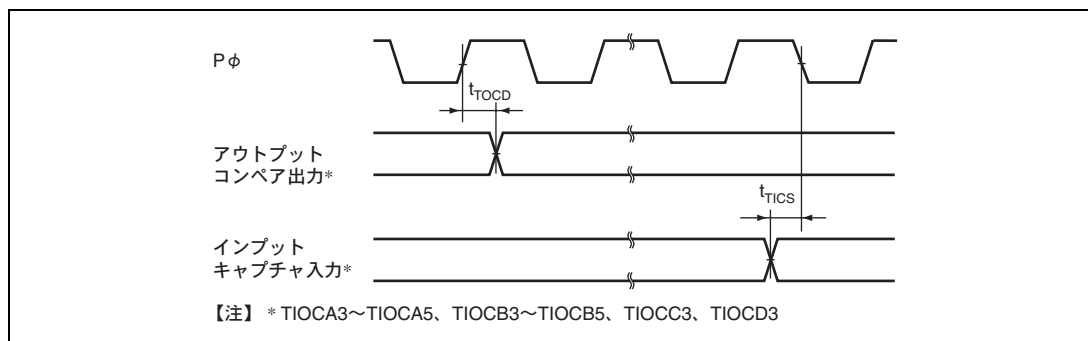 Pφ
tTOCD
アウトプット
コンペア出力*
tTICS
インプット
キャプチャ入力*
【注】 * TIOCA3～TIOCA5、TIOCB3～TIOCB5、TIOCC3、TIOCD3